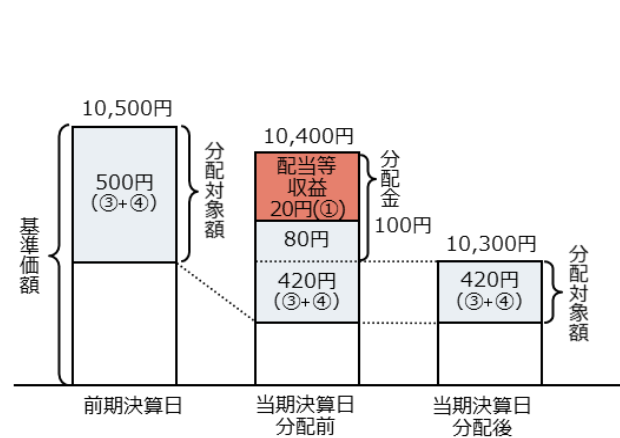 10,500円
500円
(③+④)
分配対象額
基準価額
前期決算日
10,400円
配当等
収益
20円(①)
80円
420円
(③+④)
分配金
100円
当期決算日
分配前
10,300円
420円
(③+④)
分配対象額
当期決算日
分配後